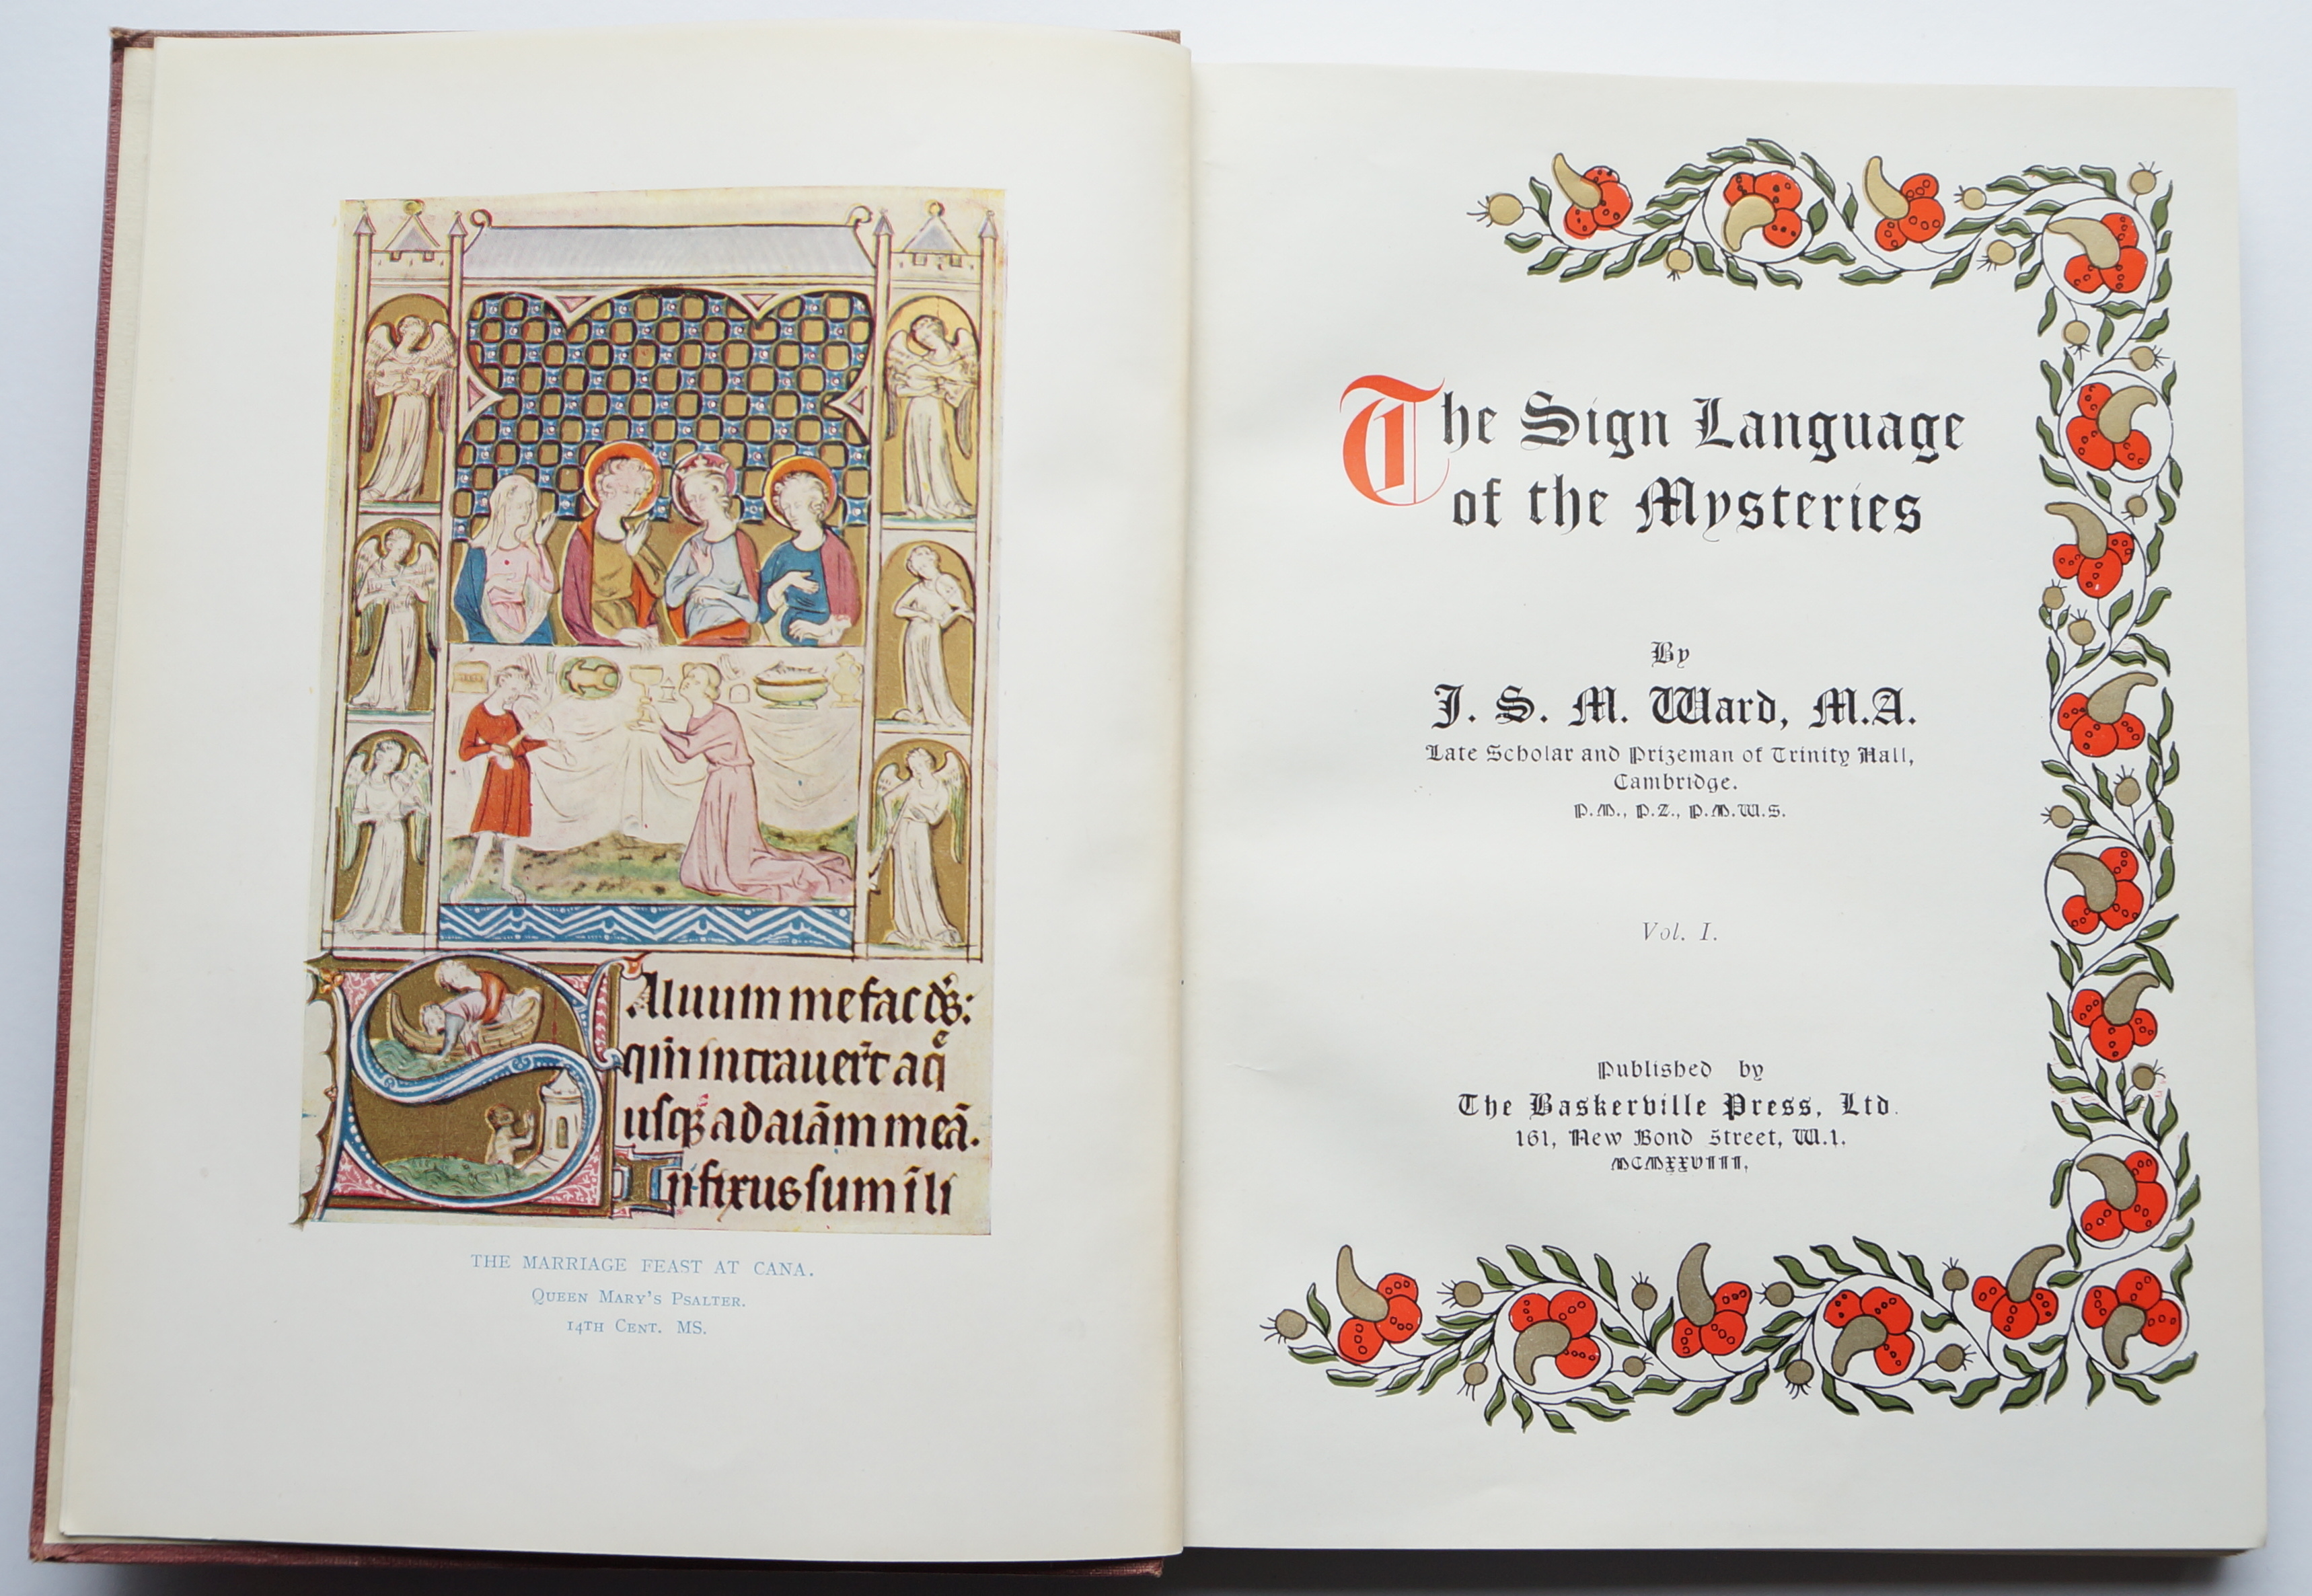 Aluum me fac ds:
qm intrauert aq̄
usq; ad aīam meā.
Infixus sum ī li
THE MARRIAGE FEAST AT CANA.
QUEEN MARY'S PSALTER.
14TH CENT. MS.
The Sign Language
of the Mysteries
By
J. S. M. Ward, M.A.
Late Scholar and Prizeman of Trinity Hall,
Cambridge.
P.M., P.Z., P.M.W.S.
Vol. I.
Published by
The Baskerville Press, Ltd.
161, New Bond Street, W.1.
MCMXXVIII,